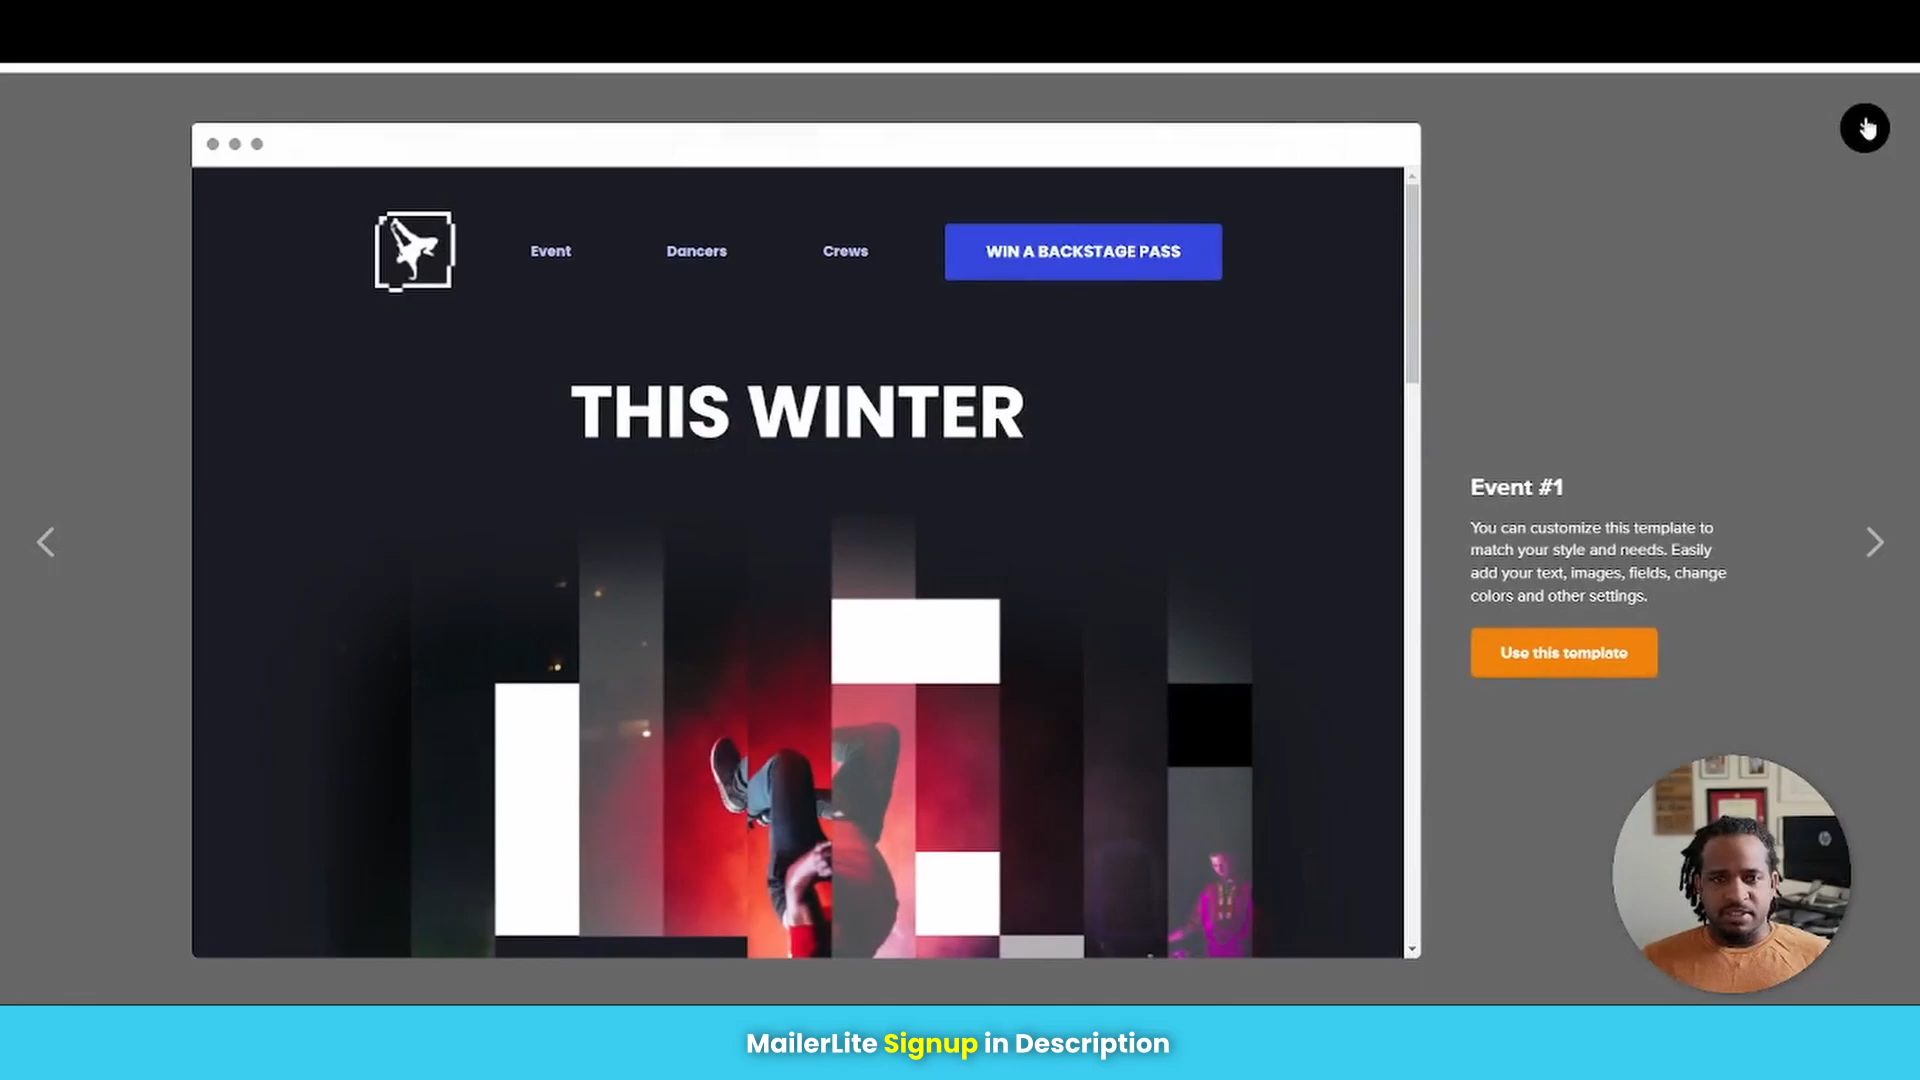 Event
Dancers
Crews
WIN A BACKSTAGE PASS
THIS WINTER
Event #1
You can customize this template to
match your style and needs. Easily
add your text, images, fields, change
colors and other settings.
Use this template
MailerLite Signup in Description